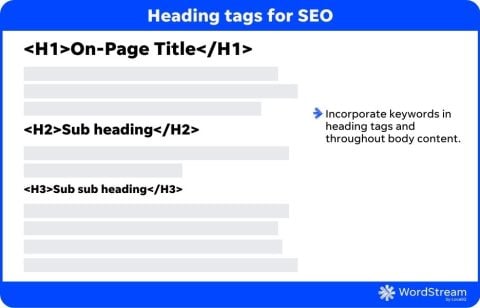 Heading tags for SEO
<H1>On-Page Title</H1>
Incorporate keywords in
heading tags and
throughout body content.
<H2>Sub heading</H2>
<H3>Sub sub heading</H3>
WordStream
by LocaliQ